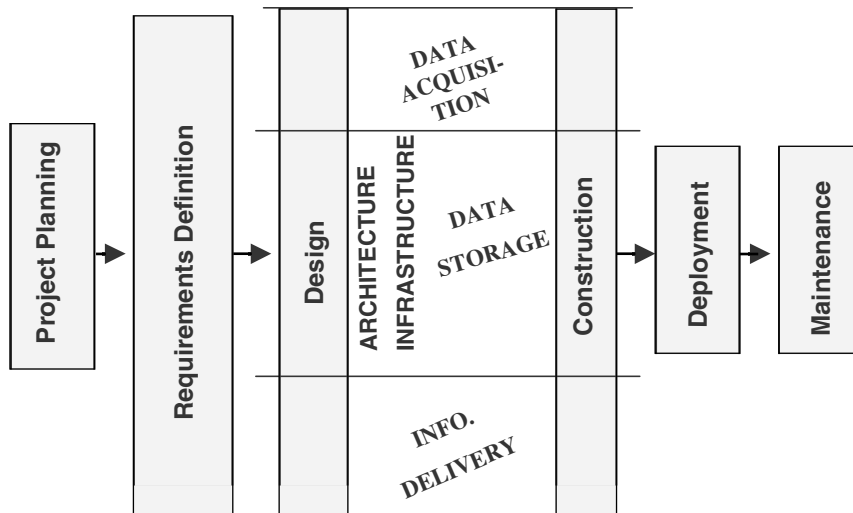 Project Planning
Requirements Definition
Design
ARCHITECTURE
INFRASTRUCTURE
DATA
ACQUISI-
TION
DATA
STORAGE
INFO.
DELIVERY
Construction
Deployment
Maintenance